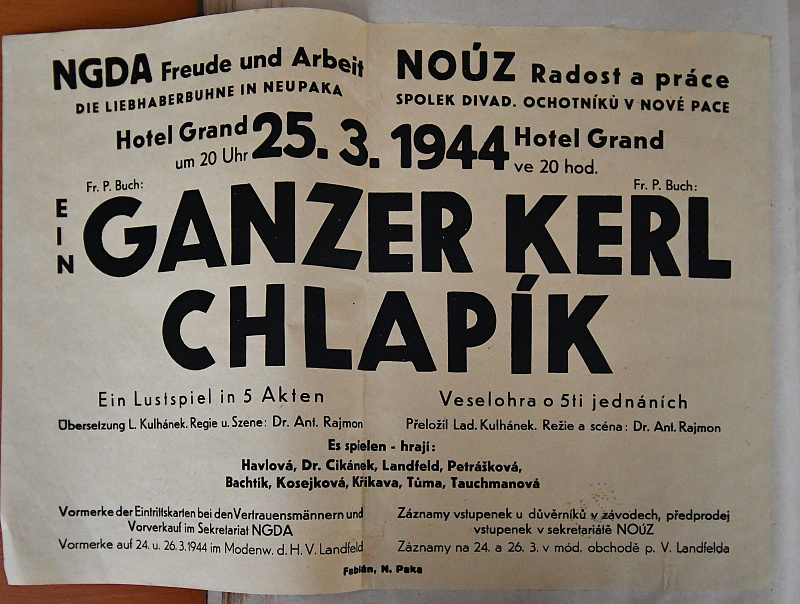 NGDA Freude und Arbeit
DIE LIEBHABERBUHNE IN NEUPAKA
NOÚZ Radost a práce
SPOLEK DIVAD. OCHOTNÍKŮ V NOVÉ PACE
Hotel Grand
um 20 Uhr
25. 3. 1944
Hotel Grand
ve 20 hod.
Fr. P. Buch:
Fr. P. Buch:
EIN
GANZER KERL
CHLAPÍK
Ein Lustspiel in 5 Akten
Veselohra o 5ti jednáních
Übersetzung L. Kulhánek. Regie u. Szene: Dr. Ant. Rajmon
Přeložil Lad. Kulhánek. Režie a scéna: Dr. Ant. Rajmon
Es spielen - hrají:
Havlová, Dr. Cikánek, Landfeld, Petrášková,
Bachtík, Kosejková, Křikava, Tůma, Tauchmanová
Vormerke der Eintrittskarten bei den Vertrauensmännern und
Vorverkauf im Sekretariat NGDA
Vormerke auf 24. u. 26. 3. 1944 im Modenw. d. H. V. Landfeld
Záznamy vstupenek u důvěrníků v závodech, předprodej
vstupenek v sekretariátě NOÚZ
Záznamy na 24. a 26. 3. v mód. obchodě p. V. Landfelda
Fabián, N. Paka